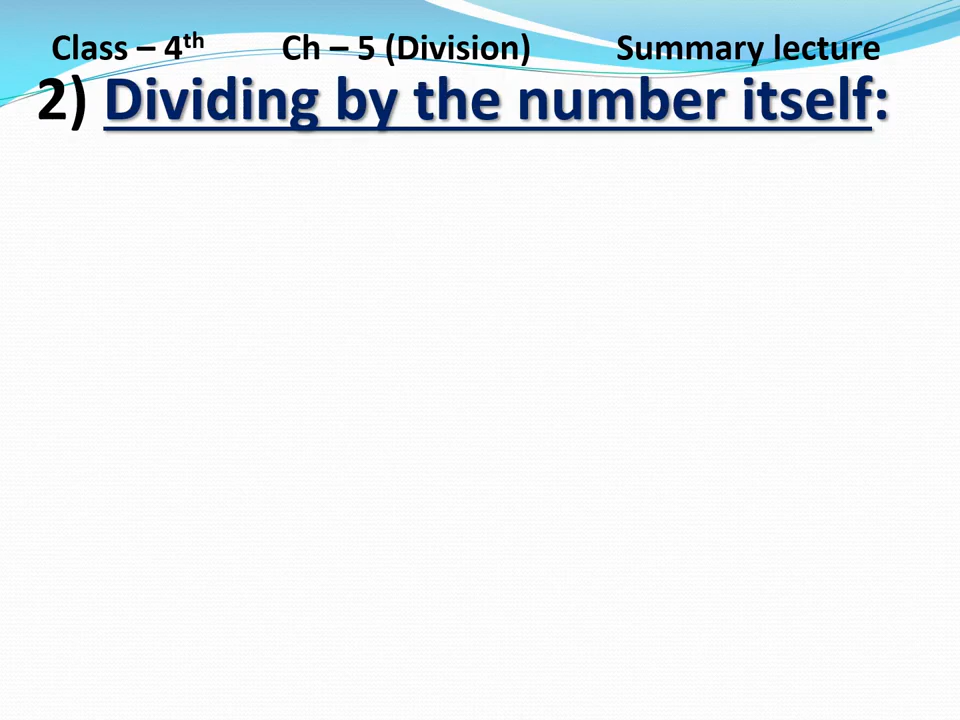 Class – 4th Ch – 5 (Division) Summary lecture
2) Dividing by the number itself: